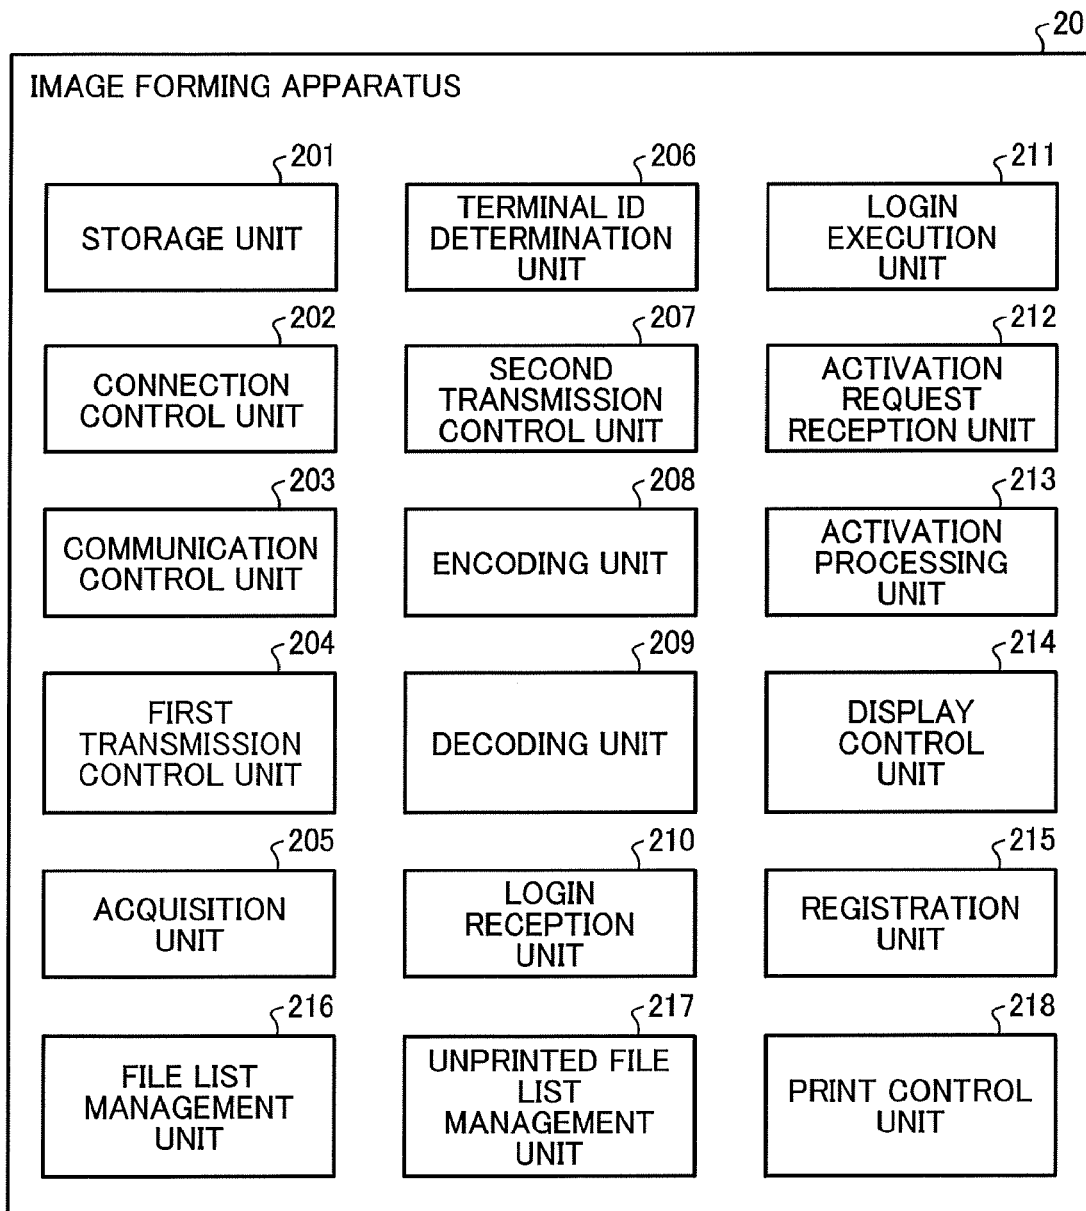 20
IMAGE FORMING APPARATUS
201
STORAGE UNIT
206
TERMINAL ID
DETERMINATION
UNIT
211
LOGIN
EXECUTION
UNIT
202
CONNECTION
CONTROL UNIT
207
SECOND
TRANSMISSION
CONTROL UNIT
212
ACTIVATION
REQUEST
RECEPTION UNIT
203
COMMUNICATION
CONTROL UNIT
208
ENCODING UNIT
213
ACTIVATION
PROCESSING
UNIT
204
FIRST
TRANSMISSION
CONTROL UNIT
209
DECODING UNIT
214
DISPLAY
CONTROL
UNIT
205
ACQUISITION
UNIT
210
LOGIN
RECEPTION
UNIT
215
REGISTRATION
UNIT
216
FILE LIST
MANAGEMENT
UNIT
217
UNPRINTED FILE
LIST
MANAGEMENT
UNIT
218
PRINT CONTROL
UNIT